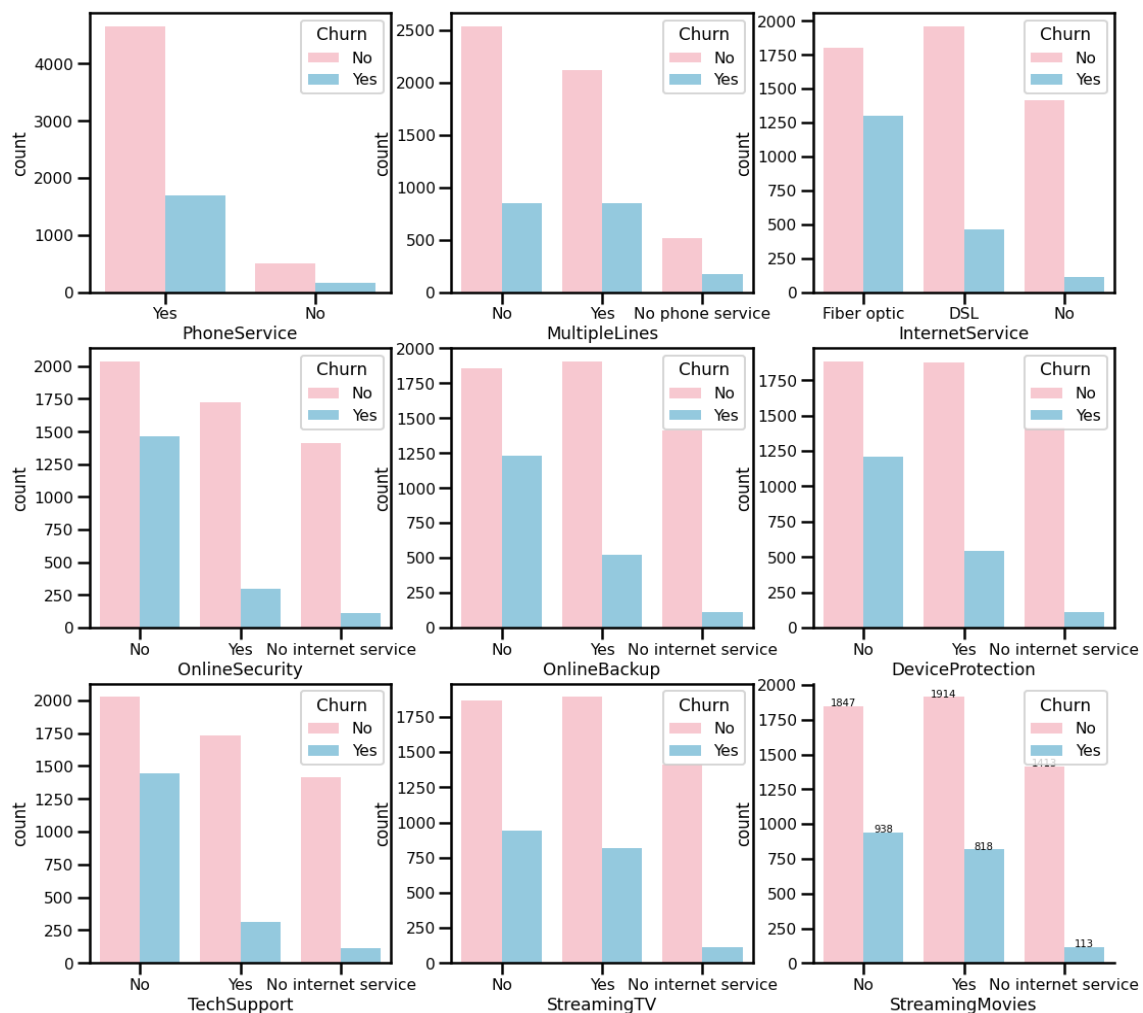 Churn
No
Yes
count
4000
3000
2000
1000
0
Yes
No
PhoneService
Churn
No
Yes
count
2500
2000
1500
1000
500
0
No
Yes
No phone service
MultipleLines
Churn
No
Yes
count
2000
1750
1500
1250
1000
750
500
250
0
Fiber optic
DSL
No
InternetService
Churn
No
Yes
count
2000
1750
1500
1250
1000
750
500
250
0
No
Yes
No internet service
OnlineSecurity
Churn
No
Yes
count
2000
1750
1500
1250
1000
750
500
250
0
No
Yes
No internet service
OnlineBackup
Churn
No
Yes
count
1750
1500
1250
1000
750
500
250
0
No
Yes
No internet service
DeviceProtection
Churn
No
Yes
count
2000
1750
1500
1250
1000
750
500
250
0
No
Yes
No internet service
TechSupport
Churn
No
Yes
count
1750
1500
1250
1000
750
500
250
0
No
Yes
No internet service
StreamingTV
Churn
No
Yes
count
2000
1750
1500
1250
1000
750
500
250
0
1847
1914
1413
938
818
113
No
Yes
No internet service
StreamingMovies